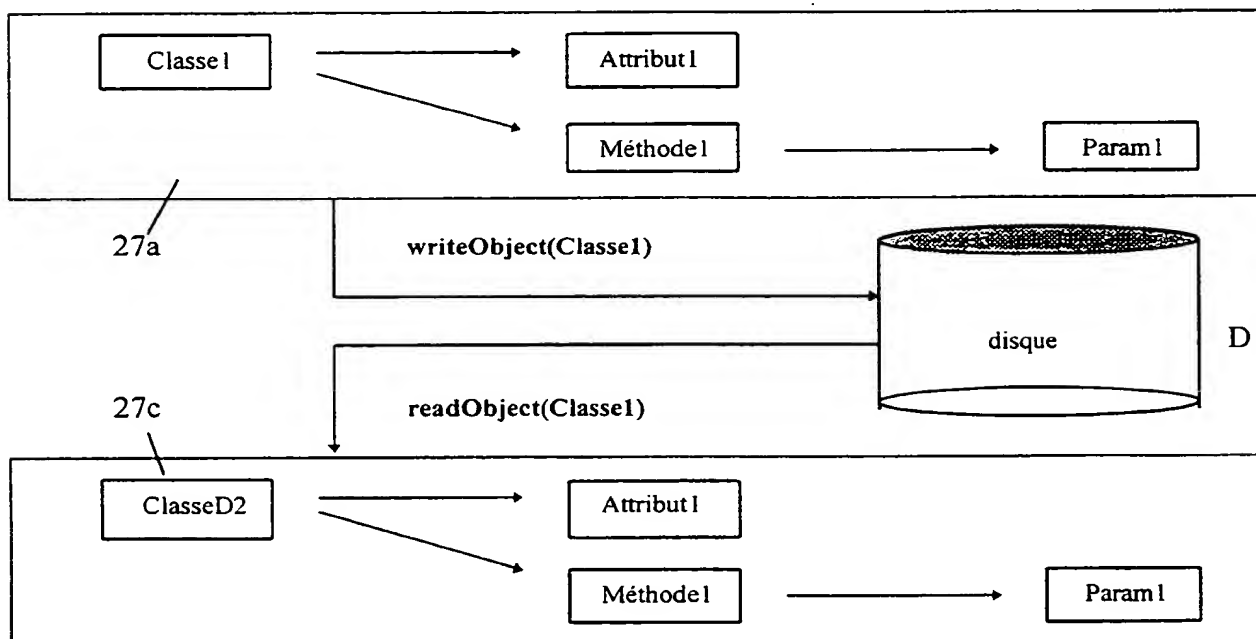 Classe1
Attribut1
Méthode1
Param1
27a
writeObject(Classe1)
disque
D
27c
readObject(Classe1)
ClasseD2
Attribut1
Méthode1
Param1